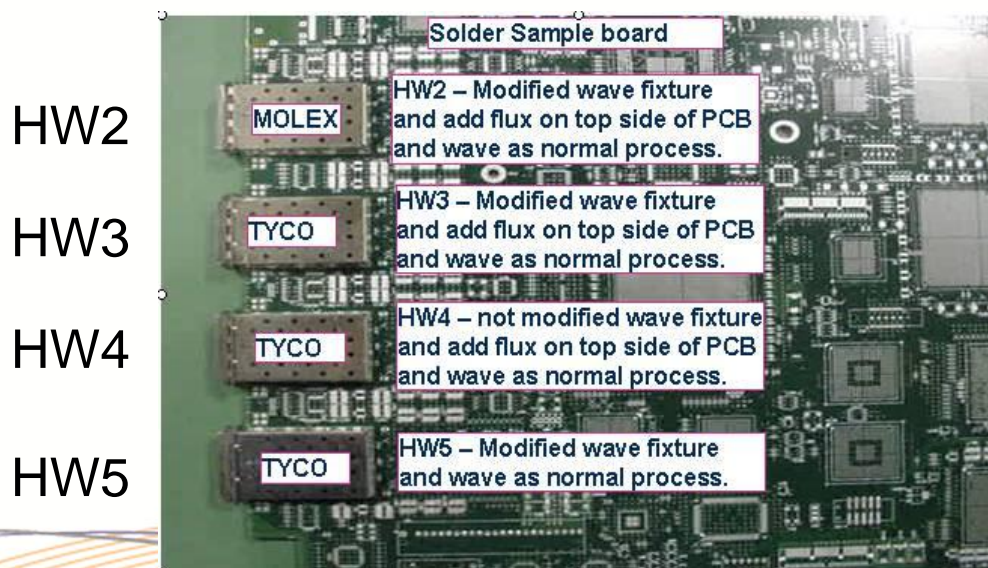 Solder Sample board
HW2
MOLEX
HW2 – Modified wave fixture
and add flux on top side of PCB
and wave as normal process.
HW3
TYCO
HW3 – Modified wave fixture
and add flux on top side of PCB
and wave as normal process.
HW4
TYCO
HW4 – not modified wave fixture
and add flux on top side of PCB
and wave as normal process.
HW5
TYCO
HW5 – Modified wave fixture
and wave as normal process.